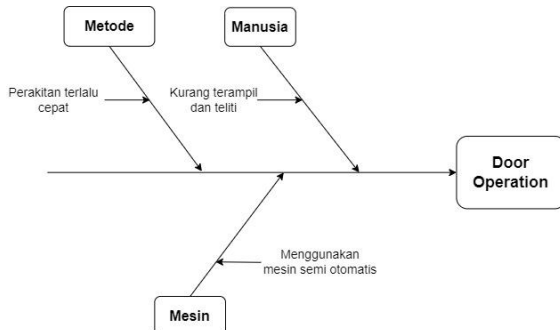 Metode
Manusia
Perakitan terlalu
cepat
Kurang terampil
dan teliti
Door
Operation
Menggunakan
mesin semi otomatis
Mesin